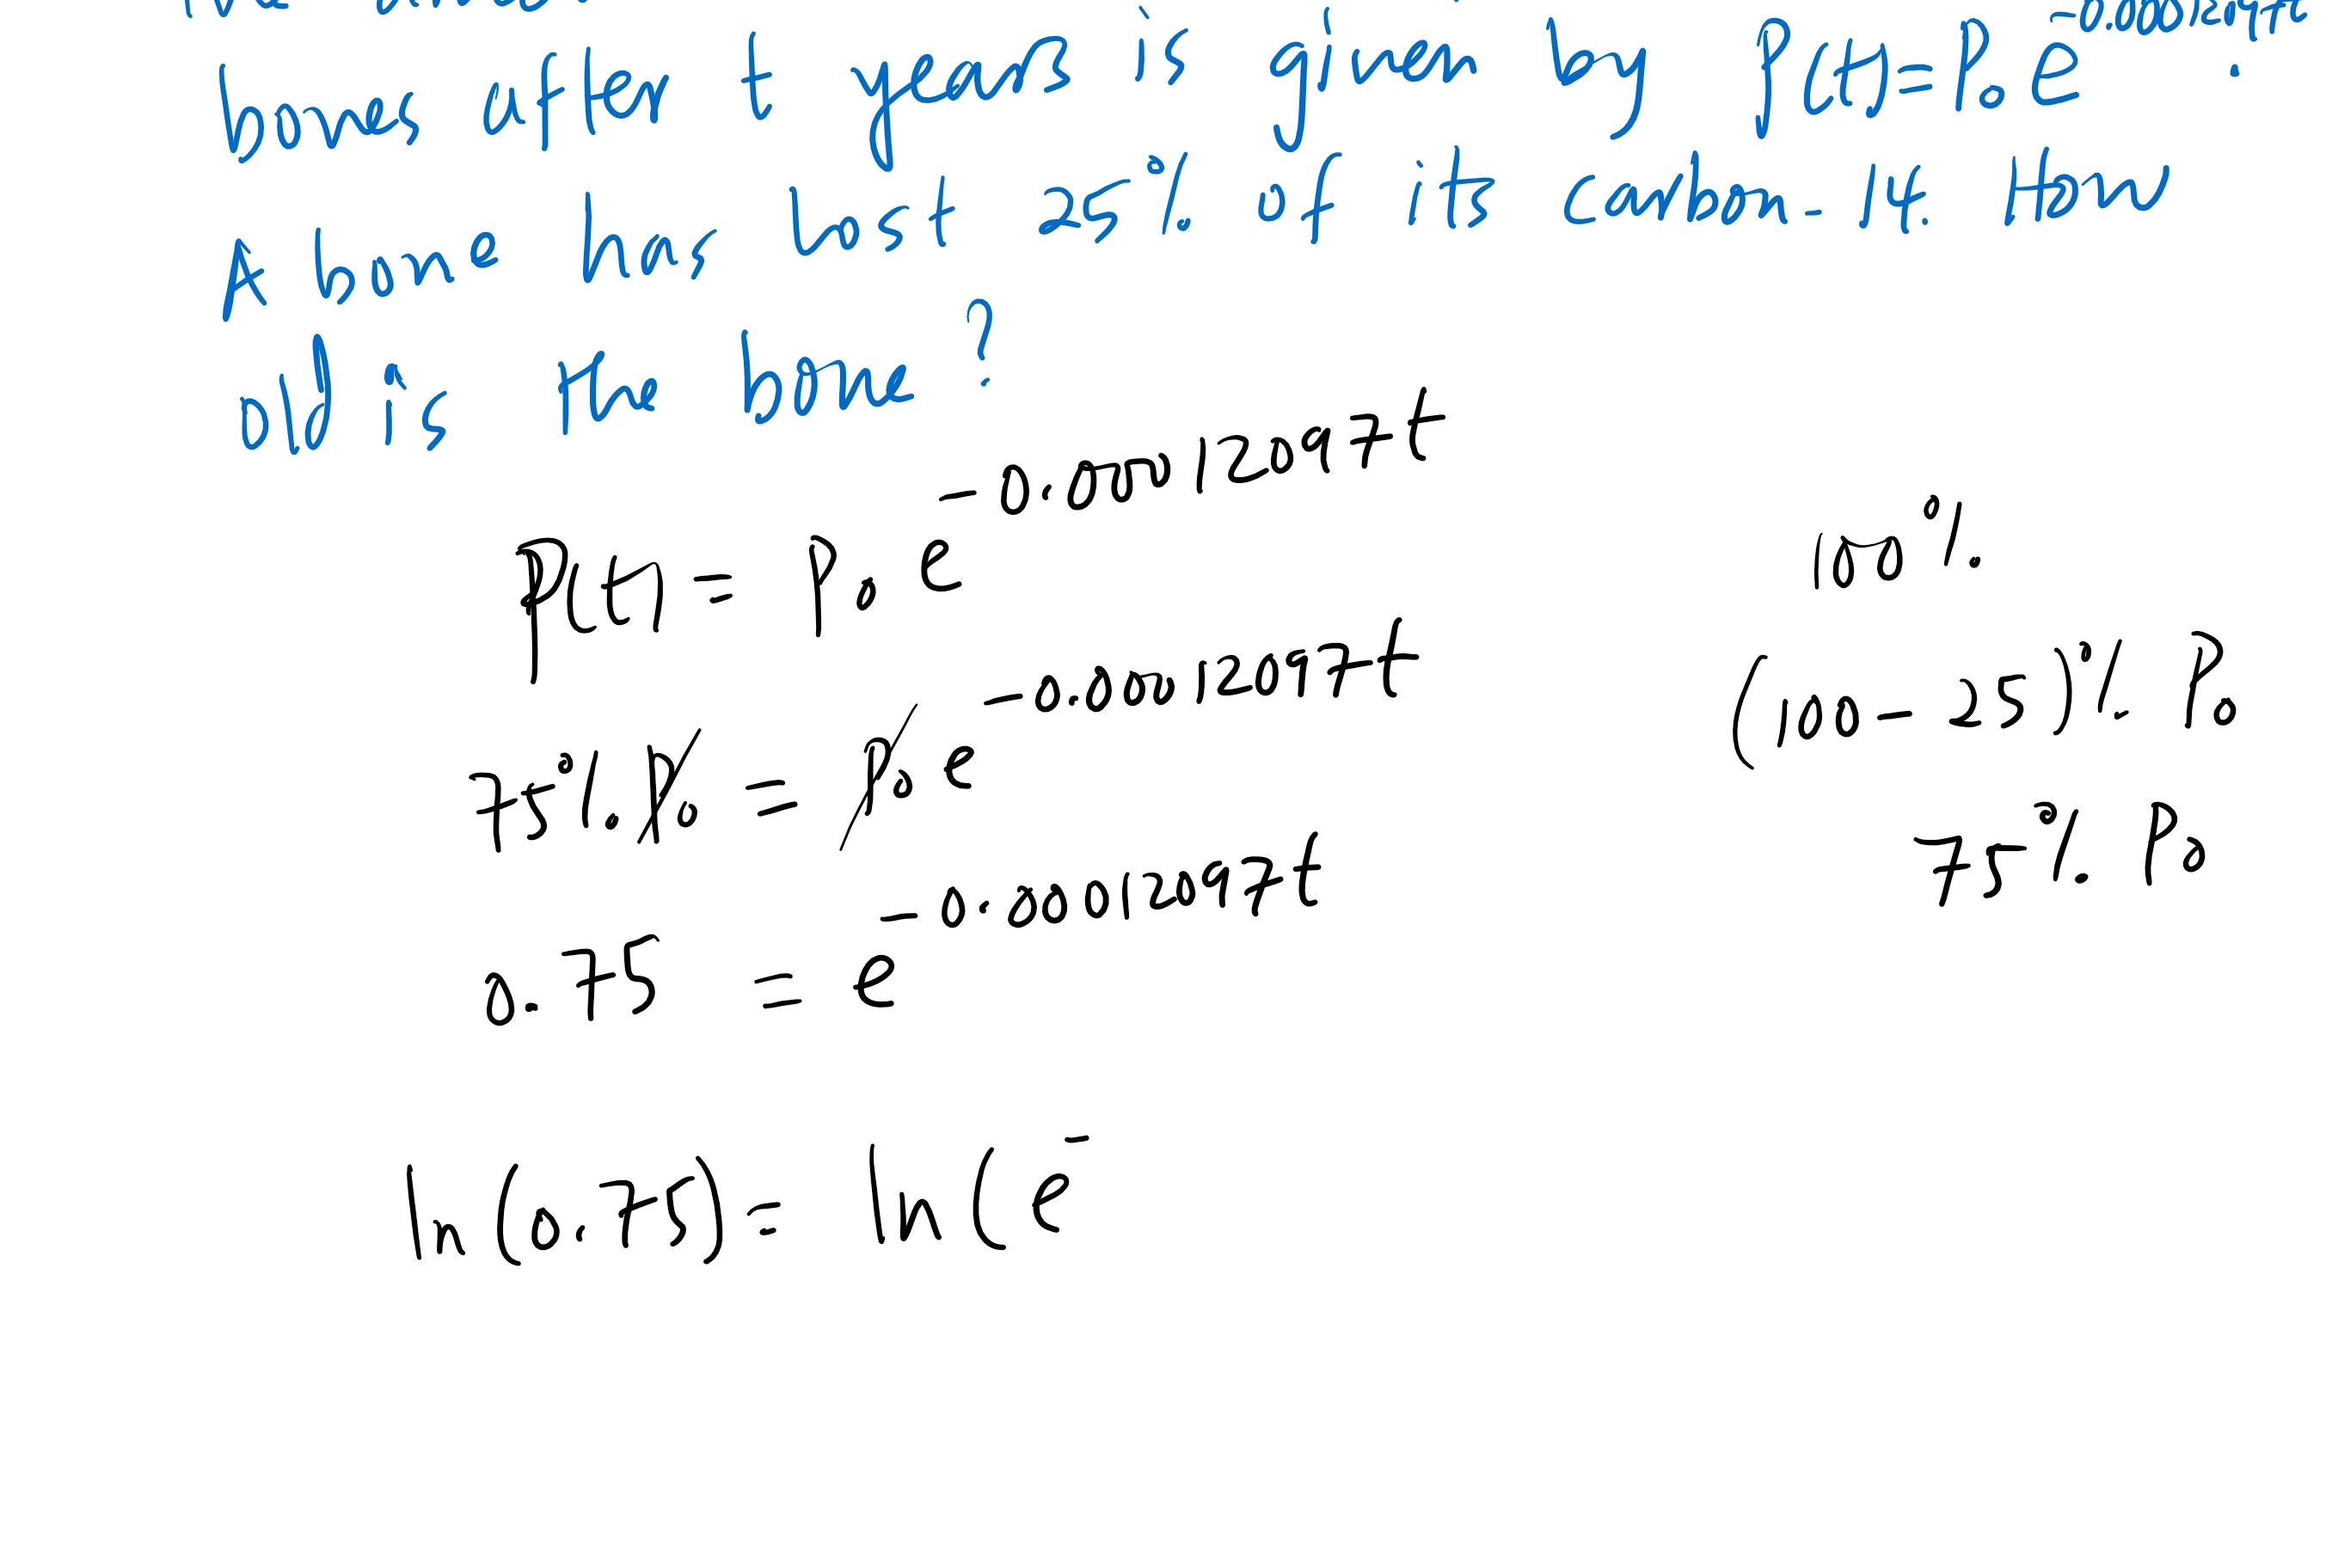 bones after t years is given by P(t) = P₀ e^-0.00012097t.
A bone has lost 25% of its carbon-14. How
old is the bone?
P(t) = P₀ e^-0.00012097t
100%
(100 - 25)% P₀
75% P₀ = P₀ e^-0.00012097t
75% P₀
0.75 = e^-0.00012097t
ln(0.75) = ln(e^-